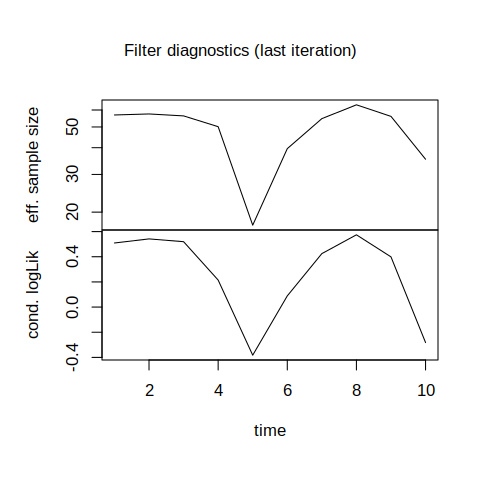 Filter diagnostics (last iteration)
eff. sample size
50
30
20
cond. logLik
0.4
0.0
-0.4
2 4 6 8 10
time